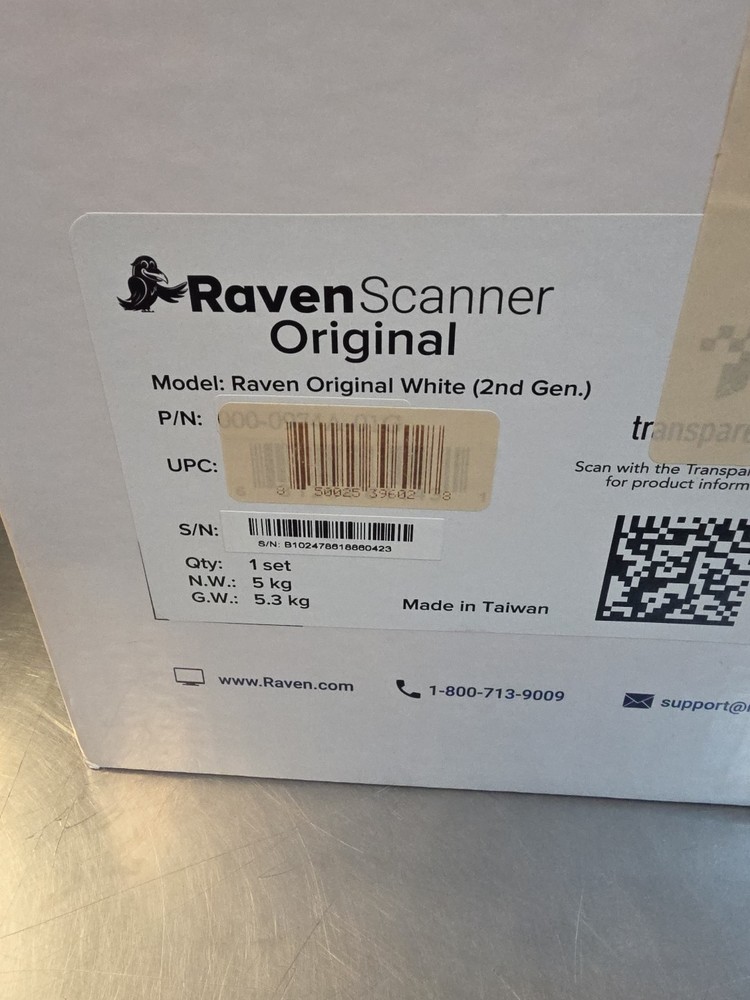 RavenScanner
Original
Model: Raven Original White (2nd Gen.)
P/N:
UPC:
8 50025 39602 8
S/N:
S/N: B102478618860423
Qty: 1 set
N.W.: 5 kg
G.W.: 5.3 kg
Made in Taiwan
transpare
Scan with the Transpa
for product inform
www.Raven.com
1-800-713-9009
support@